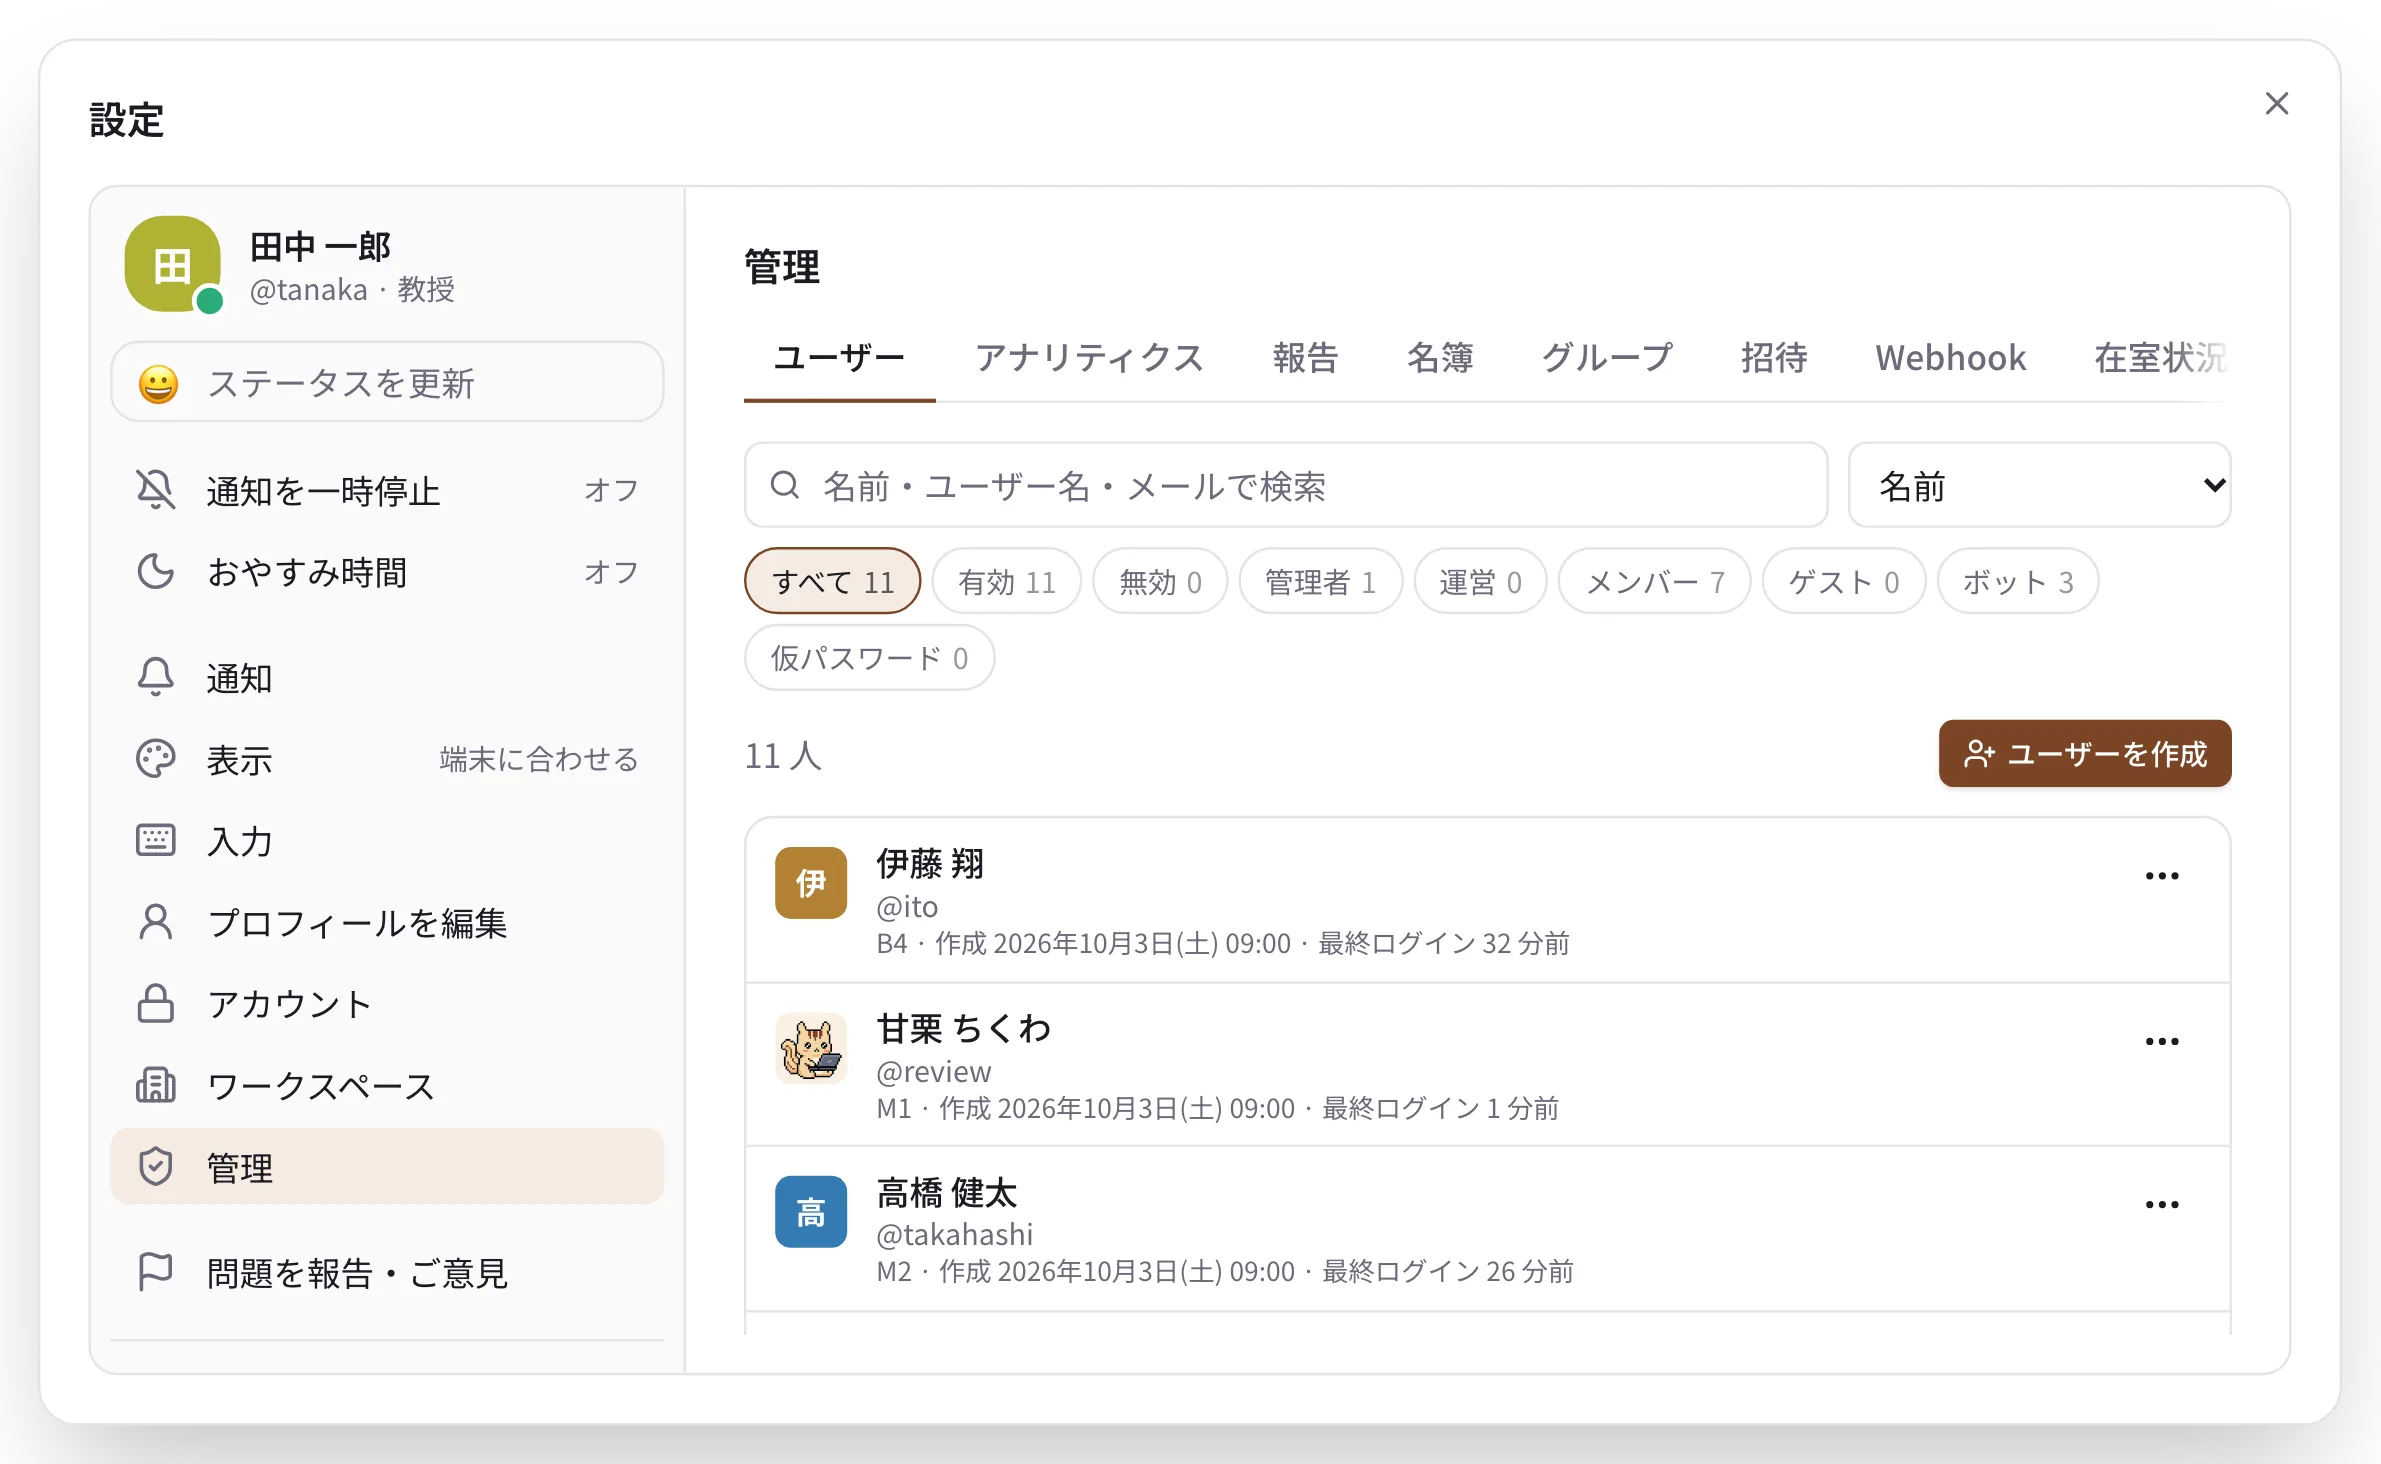 設定
田
田中 一郎
@tanaka · 教授
ステータスを更新
通知を一時停止 オフ
おやすみ時間 オフ
通知
表示 端末に合わせる
入力
プロフィールを編集
アカウント
ワークスペース
管理
問題を報告・ご意見
管理
ユーザー アナリティクス 報告 名簿 グループ 招待 Webhook 在室状況
名前・ユーザー名・メールで検索 名前
すべて 11 有効 11 無効 0 管理者 1 運営 0 メンバー 7 ゲスト 0 ボット 3
仮パスワード 0
11 人 ユーザーを作成
伊
伊藤 翔
@ito
B4 · 作成 2026年10月3日(土) 09:00 · 最終ログイン 32 分前
甘栗 ちくわ
@review
M1 · 作成 2026年10月3日(土) 09:00 · 最終ログイン 1 分前
高
高橋 健太
@takahashi
M2 · 作成 2026年10月3日(土) 09:00 · 最終ログイン 26 分前